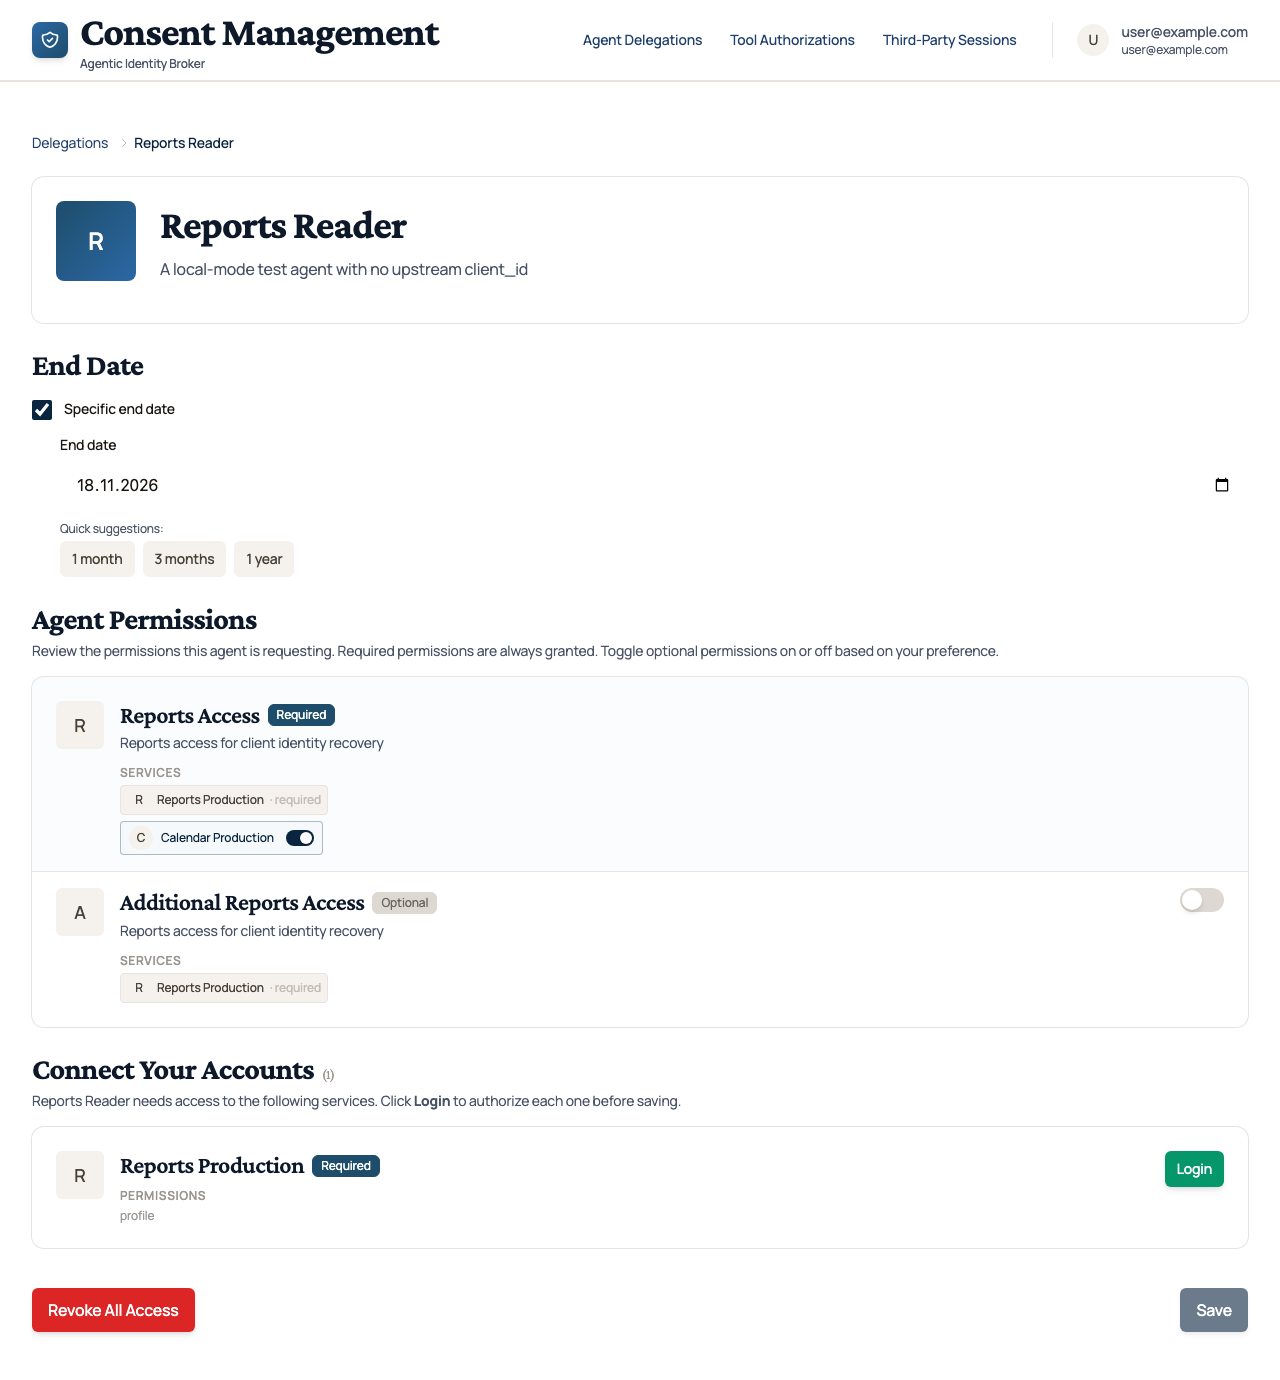 Consent Management
Agentic Identity Broker
Agent Delegations
Tool Authorizations
Third-Party Sessions
U
user@example.com
user@example.com
Delegations
Reports Reader
R
Reports Reader
A local-mode test agent with no upstream client_id
End Date
Specific end date
End date
18.11.2026
Quick suggestions:
1 month
3 months
1 year
Agent Permissions
Review the permissions this agent is requesting. Required permissions are always granted. Toggle optional permissions on or off based on your preference.
R
Reports Access Required
Reports access for client identity recovery
SERVICES
R Reports Production · required
C Calendar Production
A
Additional Reports Access Optional
Reports access for client identity recovery
SERVICES
R Reports Production · required
Connect Your Accounts (1)
Reports Reader needs access to the following services. Click Login to authorize each one before saving.
R
Reports Production Required
PERMISSIONS
profile
Login
Revoke All Access
Save